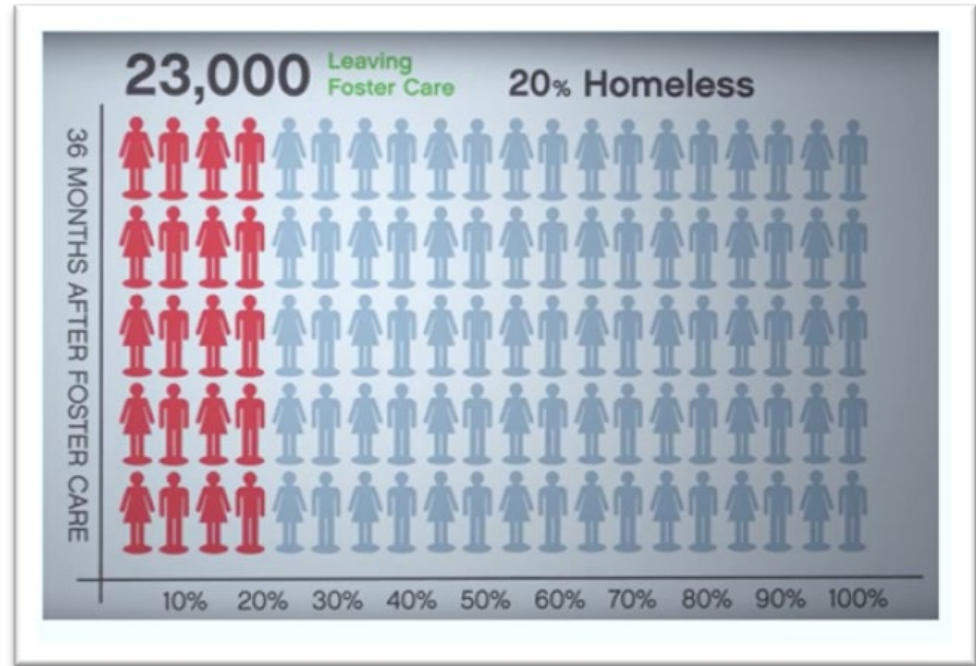 23,000
Leaving
Foster Care
20% Homeless
36 MONTHS AFTER FOSTER CARE
10% 20% 30% 40% 50% 60% 70% 80% 90% 100%